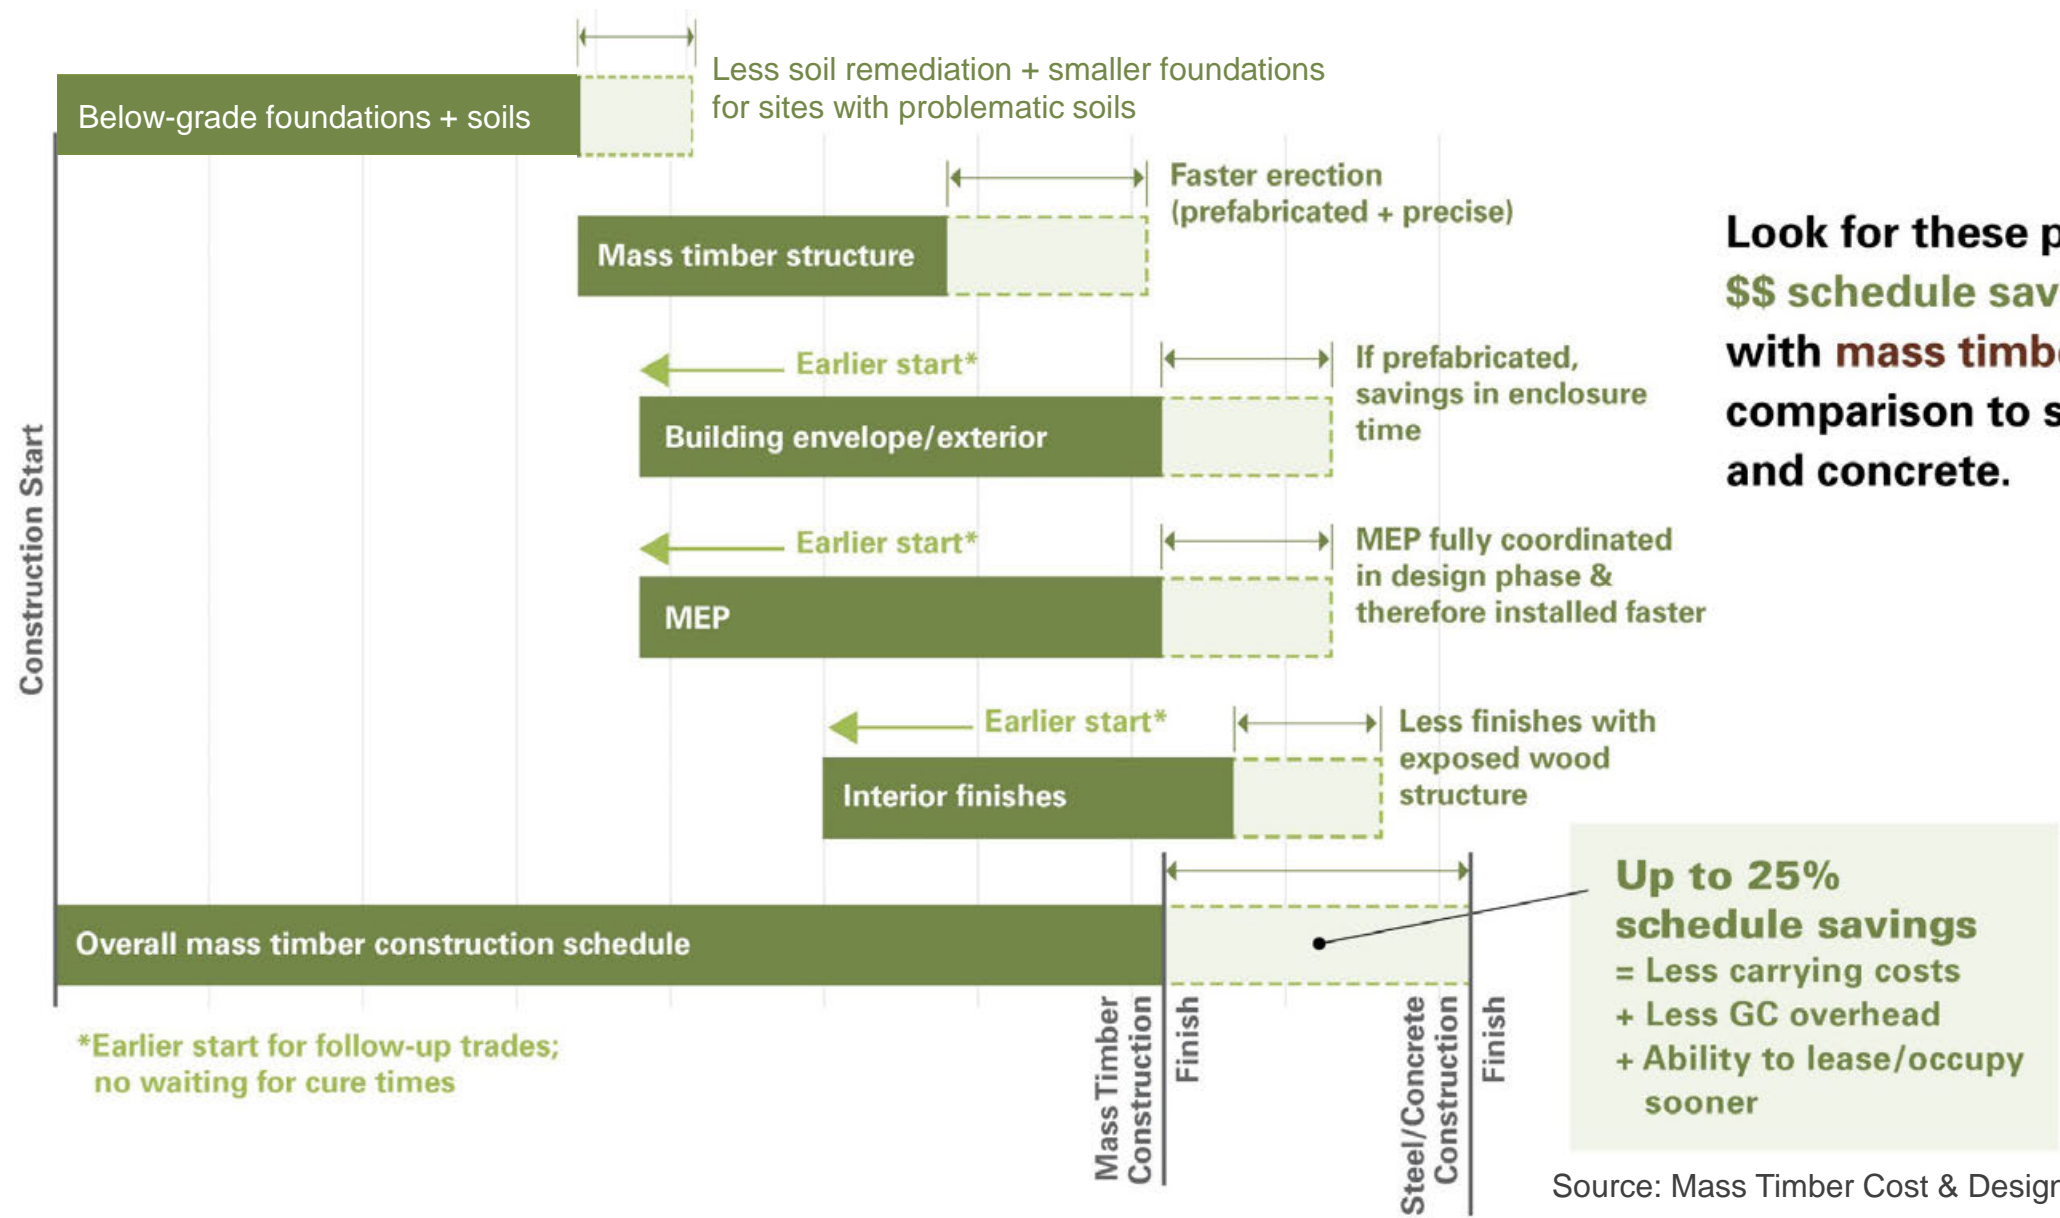 Less soil remediation + smaller foundations
for sites with problematic soils
Below-grade foundations + soils
Faster erection
(prefabricated + precise)
Mass timber structure
Look for these
$$ schedule
with mass
comparison to
and concrete.
Earlier start*
If prefabricated,
savings in enclosure
time
Building envelope/exterior
Construction Start
Earlier start*
MEP fully coordinated
in design phase &
therefore installed faster
MEP
Earlier start*
Less finishes with
exposed wood
structure
Interior finishes
Up to 25%
schedule savings
= Less carrying costs
+ Less GC overhead
+ Ability to lease/occupy
sooner
Overall mass timber construction schedule
*Earlier start for follow-up trades;
no waiting for cure times
Mass Timber
Construction
Finish
Steel/Concrete
Construction
Finish
Source: Mass Timber Cost & Design